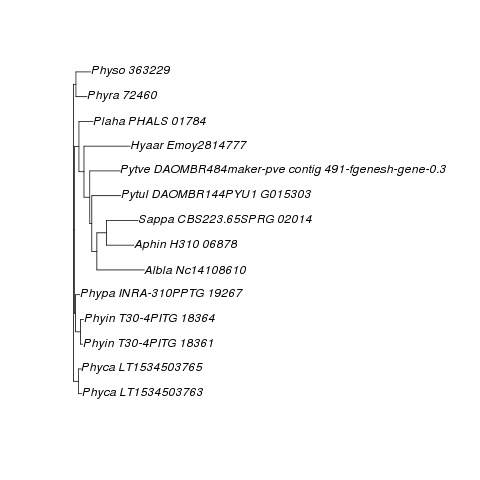 Physo 363229
Phyra 72460
Plaha PHALS 01784
Hyaar Emoy2814777
Pytve DAOMBR484maker-pve contig 491-fgenesh-gene-0.3
Pytul DAOMBR144PYU1 G015303
Sappa CBS223.65SPRG 02014
Aphin H310 06878
Albla Nc14108610
Phypa INRA-310PPTG 19267
Phyin T30-4PITG 18364
Phyin T30-4PITG 18361
Phyca LT1534503765
Phyca LT1534503763